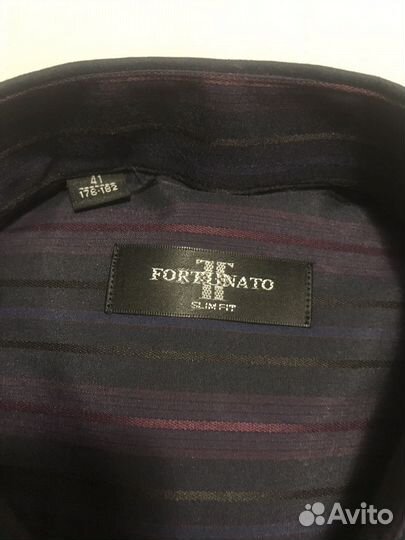 41
176-182
FORTUNATO
SLIM FIT
Avito